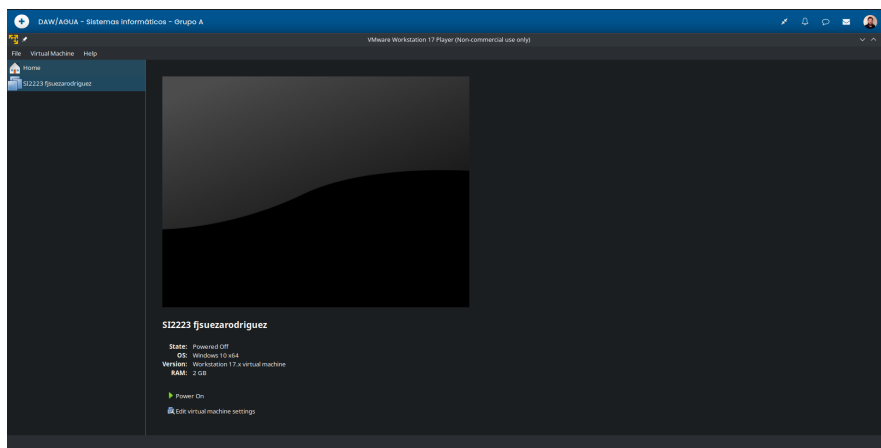 DAW/AGUA - Sistemas informáticos - Grupo A
VMware Workstation 17 Player (Non-commercial use only)
File Virtual Machine Help
Home
SI2223 fjsuezarodriguez
SI2223 fjsuezarodriguez
State: Powered Off
OS: Windows 10 x64
Version: Workstation 17.x virtual machine
RAM: 2 GB
Power On
Edit virtual machine settings